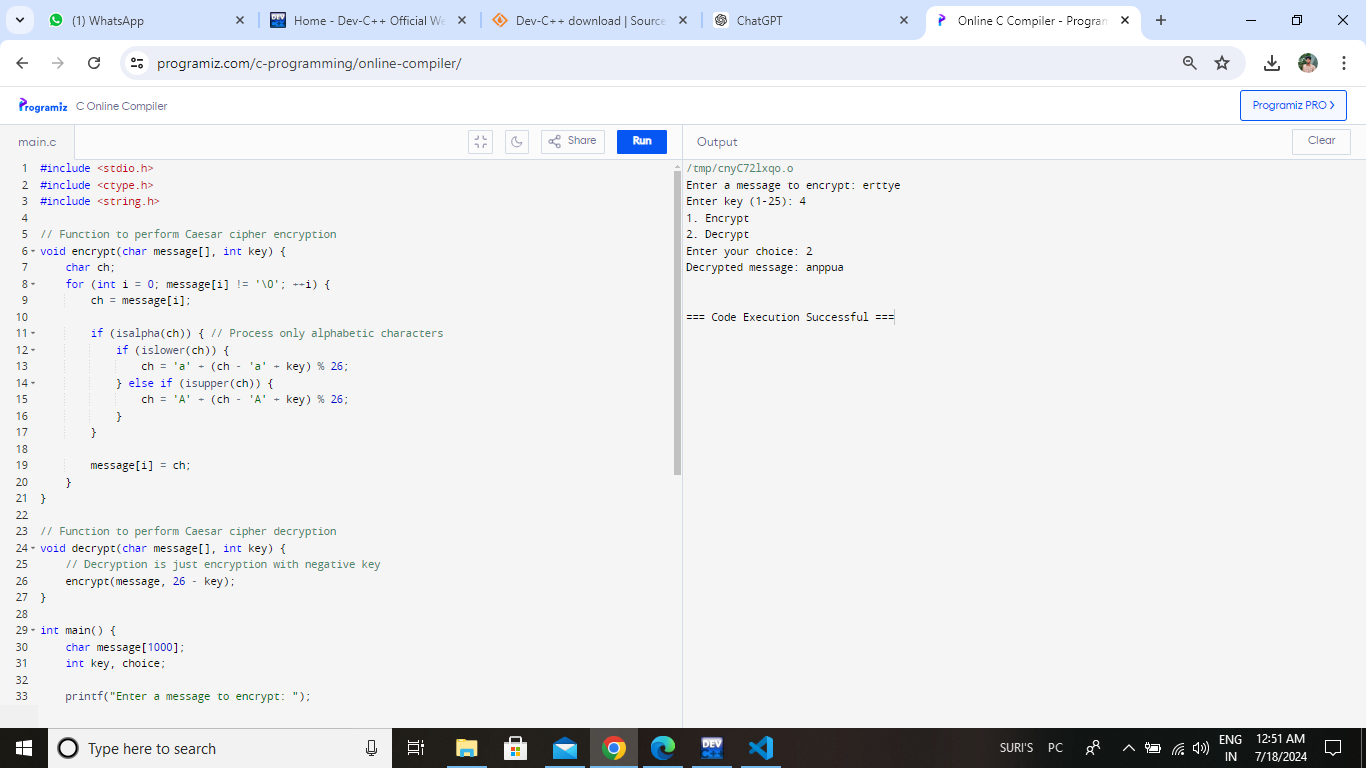 (1) WhatsApp
Home - Dev-C++ Official We
Dev-C++ download | Source
ChatGPT
Online C Compiler - Program
programiz.com/c-programming/online-compiler/
Programiz C Online Compiler
Programiz PRO >
main.c
Share
Run
Output
Clear
1 #include <stdio.h>
2 #include <ctype.h>
3 #include <string.h>
4
5 // Function to perform Caesar cipher encryption
6 void encrypt(char message[], int key) {
7 char ch;
8 for (int i = 0; message[i] != '\0'; ++i) {
9 ch = message[i];
10
11 if (isalpha(ch)) { // Process only alphabetic characters
12 if (islower(ch)) {
13 ch = 'a' + (ch - 'a' + key) % 26;
14 } else if (isupper(ch)) {
15 ch = 'A' + (ch - 'A' + key) % 26;
16 }
17 }
18
19 message[i] = ch;
20 }
21 }
22
23 // Function to perform Caesar cipher decryption
24 void decrypt(char message[], int key) {
25 // Decryption is just encryption with negative key
26 encrypt(message, 26 - key);
27 }
28
29 int main() {
30 char message[1000];
31 int key, choice;
32
33 printf("Enter a message to encrypt: ");
/tmp/cnyC72lxqo.o
Enter a message to encrypt: erttye
Enter key (1-25): 4
1. Encrypt
2. Decrypt
Enter your choice: 2
Decrypted message: anppua
=== Code Execution Successful ===
Type here to search
DEV
SURI'S PC
ENG
IN
12:51 AM
7/18/2024